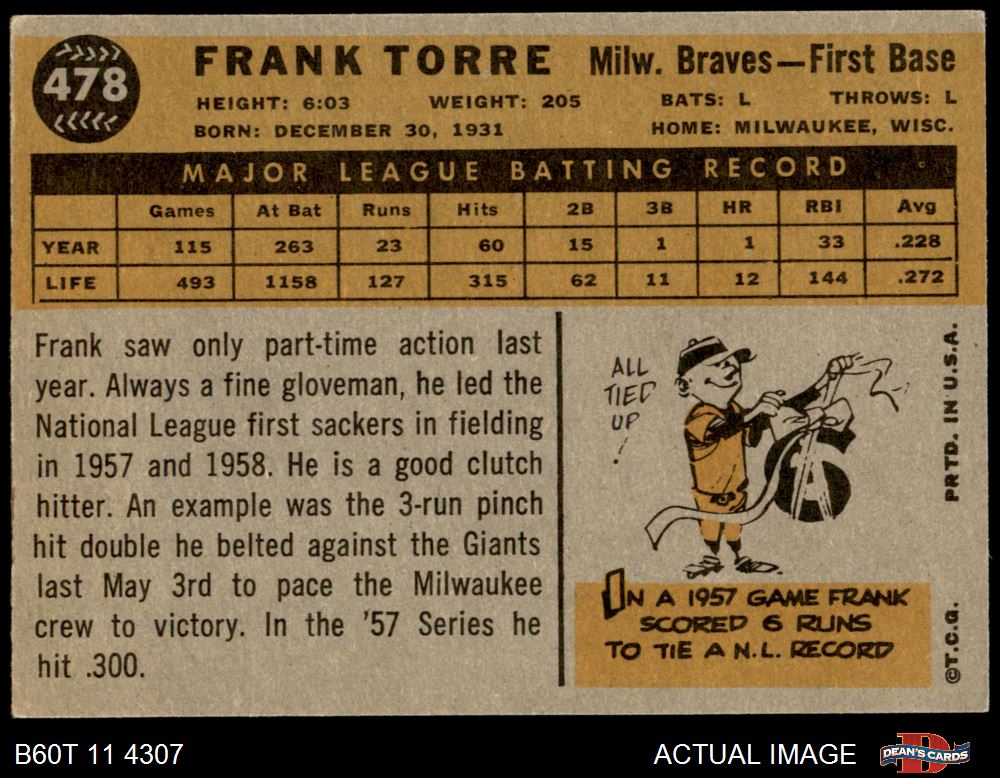 478
FRANK TORRE Milw. Braves—First Base
HEIGHT: 6:03 WEIGHT: 205 BATS: L THROWS: L
BORN: DECEMBER 30, 1931 HOME: MILWAUKEE, WISC.
MAJOR LEAGUE BATTING RECORD
Games At Bat Runs Hits 2B 3B HR RBI Avg
YEAR 115 263 23 60 15 1 1 33 .228
LIFE 493 1158 127 315 62 11 12 144 .272
Frank saw only part-time action last
year. Always a fine gloveman, he led the
National League first sackers in fielding
in 1957 and 1958. He is a good clutch
hitter. An example was the 3-run pinch
hit double he belted against the Giants
last May 3rd to pace the Milwaukee
crew to victory. In the '57 Series he
hit .300.
ALL
TIED
UP
!
6
IN A 1957 GAME FRANK
SCORED 6 RUNS
TO TIE A N.L. RECORD
©T.C.G. PRTD. IN U.S.A.
B60T 11 4307 ACTUAL IMAGE DEAN'S CARDS